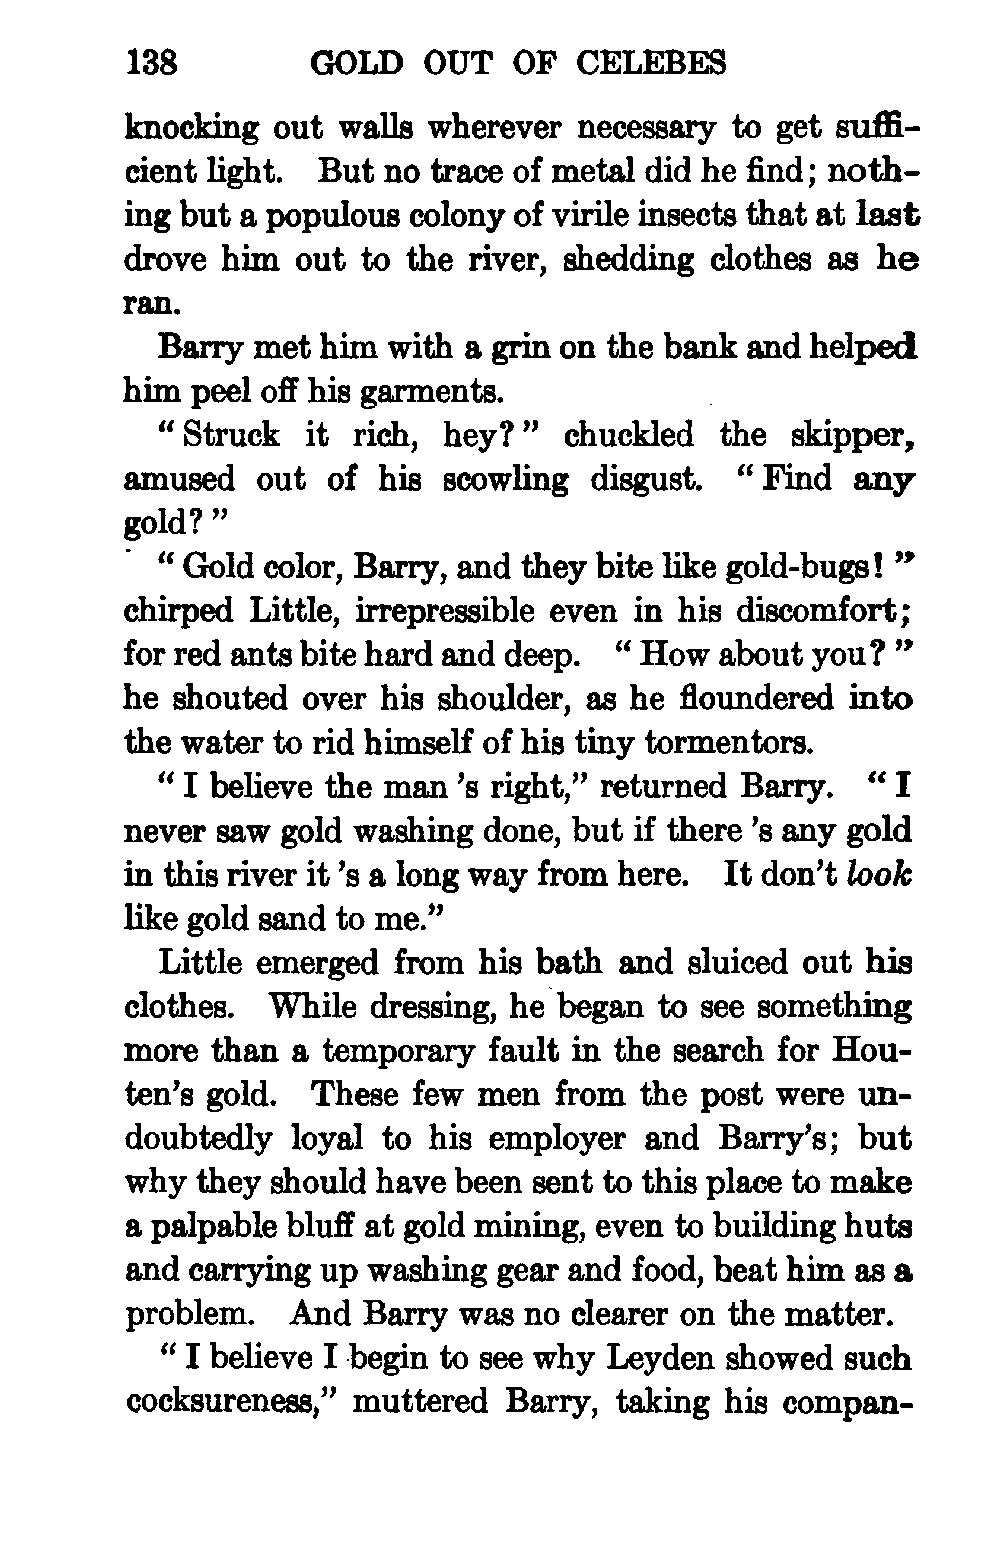 138 GOLD OUT OF CELEBES
knocking out walls wherever necessary to get suffi-
cient light. But no trace of metal did he find; noth-
ing but a populous colony of virile insects that at last
drove him out to the river, shedding clothes as he
ran.
Barry met him with a grin on the bank and helped
him peel off his garments.
“ Struck it rich, hey? ” chuckled the skipper,
amused out of his scowling disgust. “ Find any
gold? ”
“ Gold color, Barry, and they bite like gold-bugs! ”
chirped Little, irrepressible even in his discomfort;
for red ants bite hard and deep. “ How about you? ”
he shouted over his shoulder, as he floundered into
the water to rid himself of his tiny tormentors.
“ I believe the man 's right,” returned Barry. “ I
never saw gold washing done, but if there 's any gold
in this river it 's a long way from here. It don't look
like gold sand to me.”
Little emerged from his bath and sluiced out his
clothes. While dressing, he began to see something
more than a temporary fault in the search for Hou-
ten's gold. These few men from the post were un-
doubtedly loyal to his employer and Barry's; but
why they should have been sent to this place to make
a palpable bluff at gold mining, even to building huts
and carrying up washing gear and food, beat him as a
problem. And Barry was no clearer on the matter.
“ I believe I begin to see why Leyden showed such
cocksureness,” muttered Barry, taking his compan-